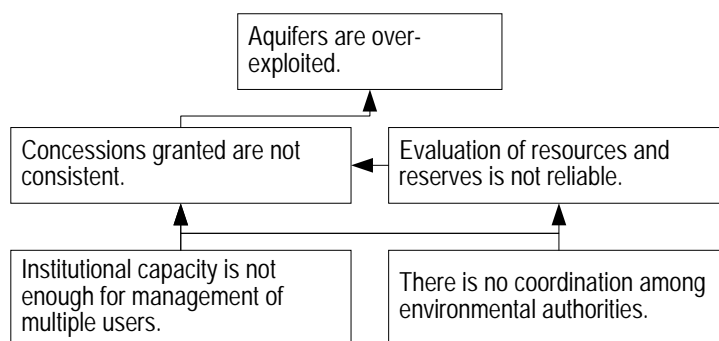 Aquifers are over-
exploited.
Concessions granted are not
consistent.
Evaluation of resources and
reserves is not reliable.
Institutional capacity is not
enough for management of
multiple users.
There is no coordination among
environmental authorities.